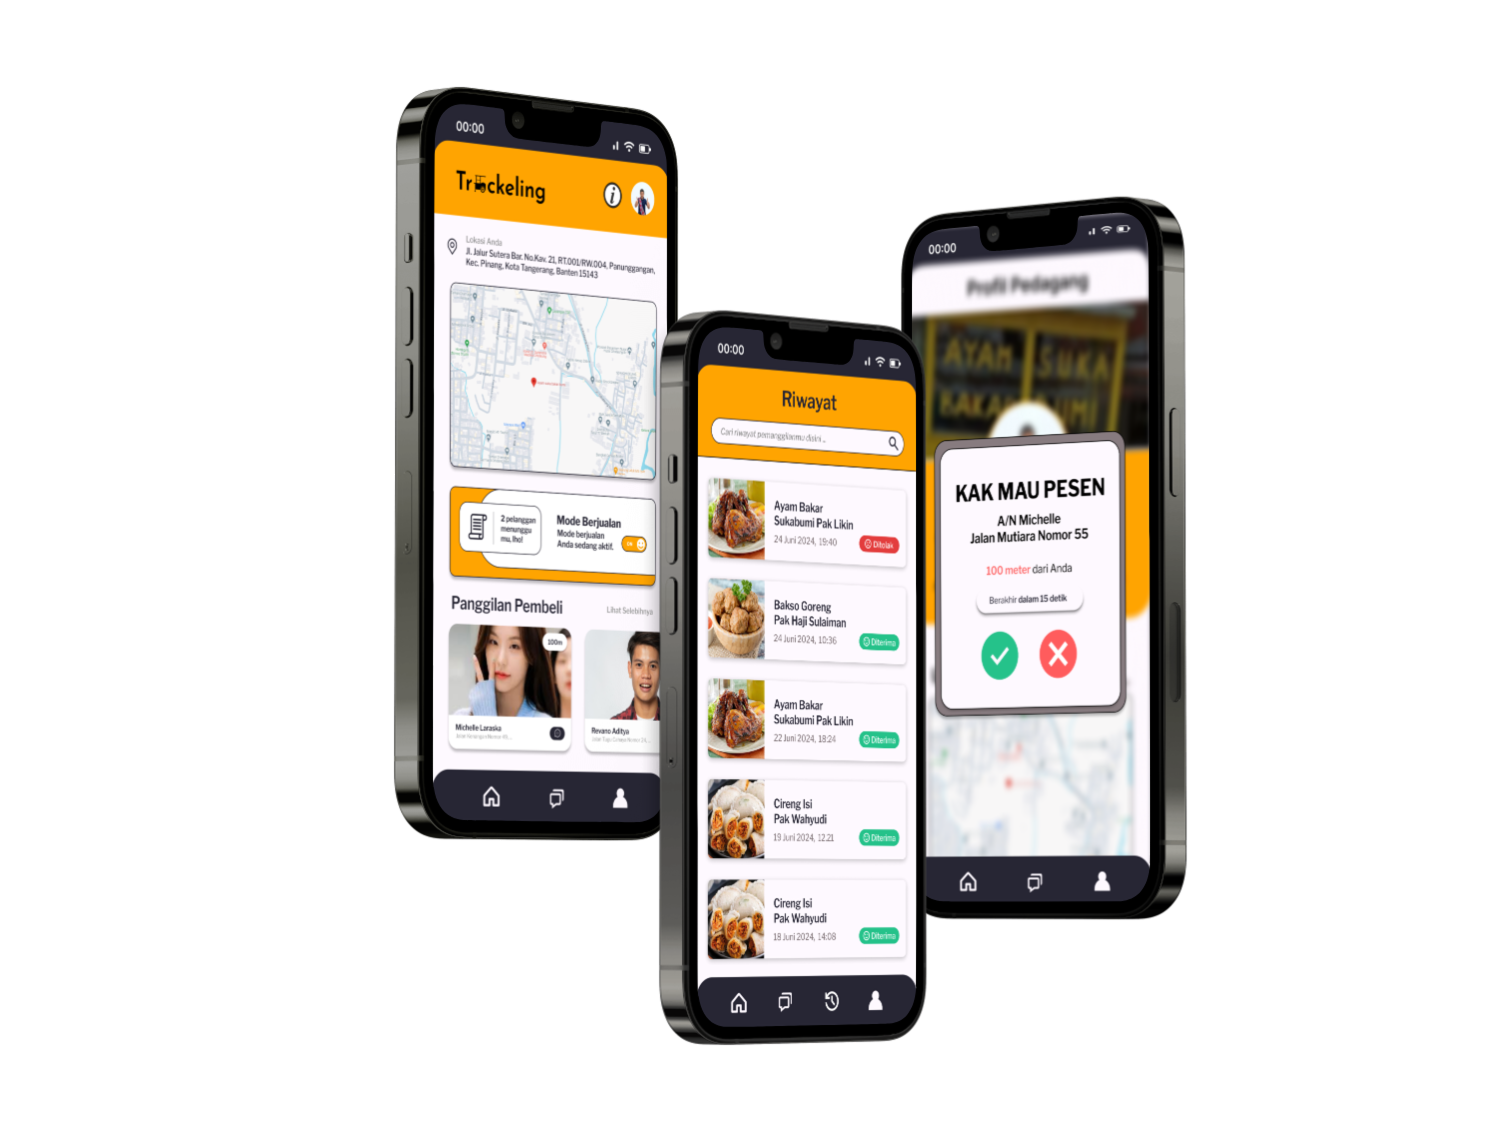 00:00
Trackeling
Lokasi Anda
Jl. Jalur Sutera Bar. No.Kav. 21, RT.001/RW.004, Panunggangan,
Kec. Pinang, Kota Tangerang, Banten 15143
2 pelanggan
menunggu
mu, lho!
Mode Berjualan
Mode berjualan
Anda sedang aktif.
ON
Panggilan Pembeli
Lihat Selebihnya
100m
Michelle Laraska
Revano Aditya
00:00
Riwayat
Cari riwayat pemanggilanmu disini ..
Ayam Bakar
Sukabumi Pak Likin
24 Juni 2024, 19:40
Ditolak
Bakso Goreng
Pak Haji Sulaiman
24 Juni 2024, 10:36
Diterima
Ayam Bakar
Sukabumi Pak Likin
22 Juni 2024, 18:24
Diterima
Cireng Isi
Pak Wahyudi
19 Juni 2024, 12.21
Diterima
Cireng Isi
Pak Wahyudi
18 Juni 2024, 14:08
Diterima
00:00
Profil Pedagang
AYAM SUKA
BAKAR BUMI
KAK MAU PESEN
A/N Michelle
Jalan Mutiara Nomor 55
100 meter dari Anda
Berakhir dalam 15 detik